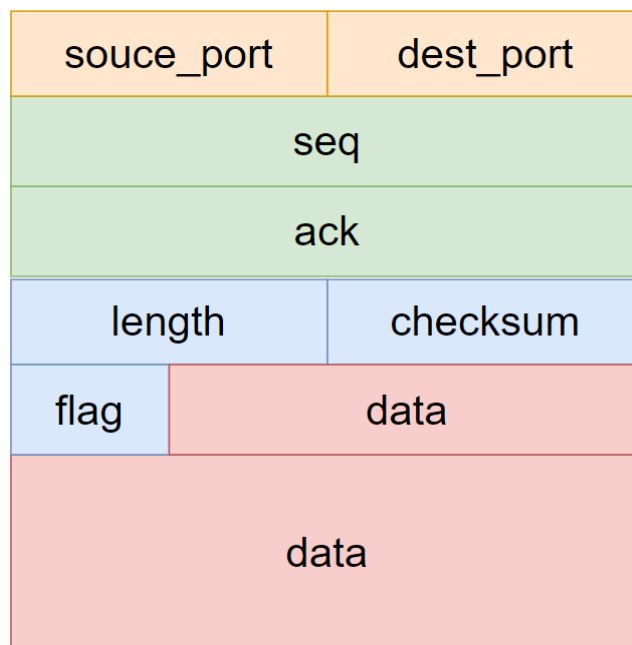 souce_port dest_port
seq
ack
length checksum
flag data
data